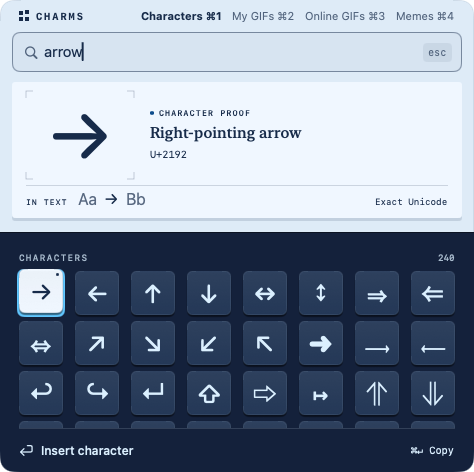 CHARMS
Characters ⌘1 My GIFs ⌘2 Online GIFs ⌘3 Memes ⌘4
arrow
esc
CHARACTER PROOF
Right-pointing arrow
U+2192
IN TEXT Aa → Bb Exact Unicode
CHARACTERS 240
→ ← ↑ ↓ ↔ ↕ ⇒ ⇐
⇔ ↗ ↘ ↙ ↖ 🡆 ⟶ ⟵
↩ ↪ ↵ ⇧ ⇨ ↦ ⇑ ⇓
↩ Insert character ⌘↵ Copy